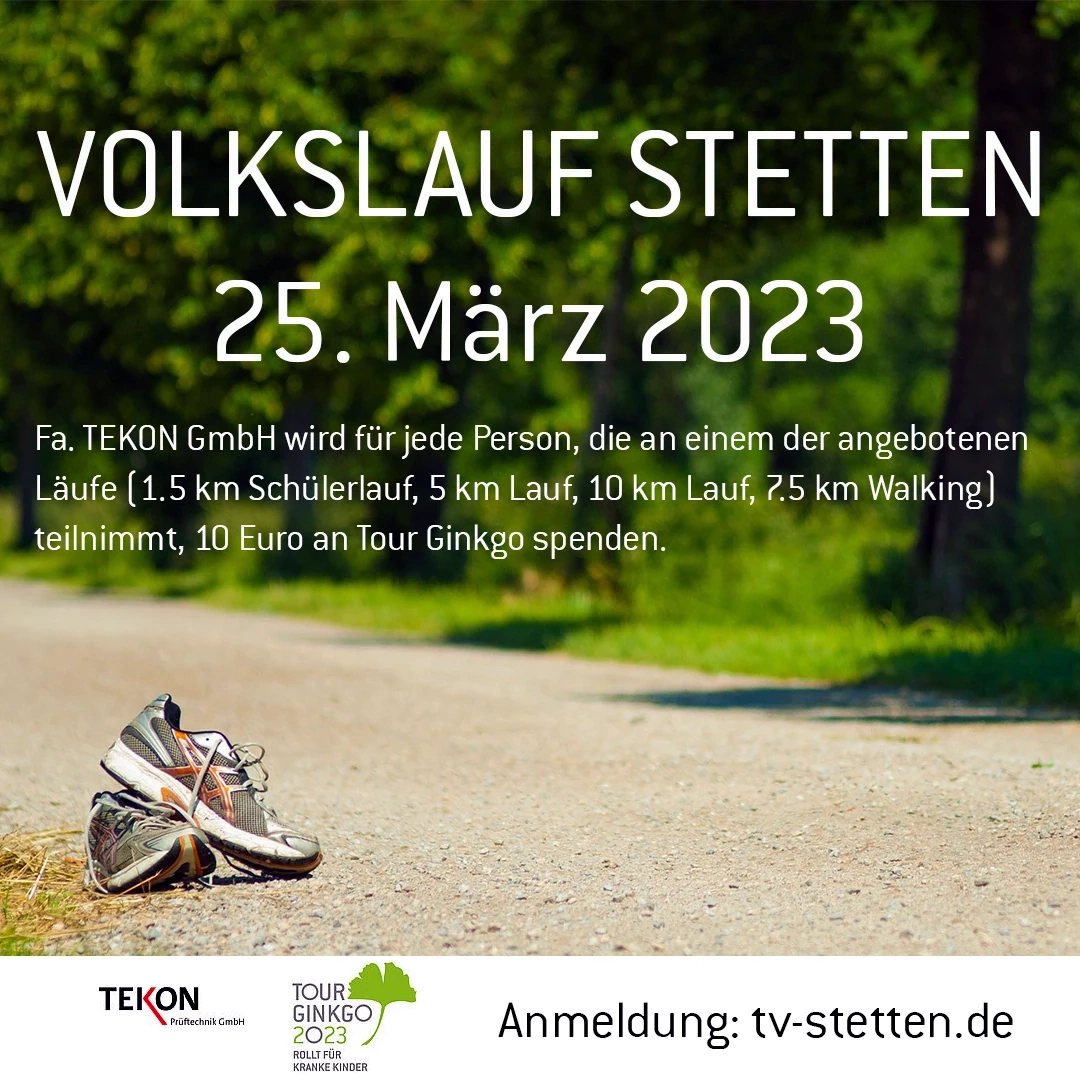 VOLKSLAUF STETTEN
25. März 2023
Fa. TEKON GmbH wird für jede Person, die an einem der angebotenen
Läufe (1.5 km Schülerlauf, 5 km Lauf, 10 km Lauf, 7.5 km Walking)
teilnimmt, 10 Euro an Tour Ginkgo spenden.
TEKON
Prüftechnik GmbH
TOUR
GINKGO
2023
ROLLT FÜR
KRANKE KINDER
Anmeldung: tv-stetten.de